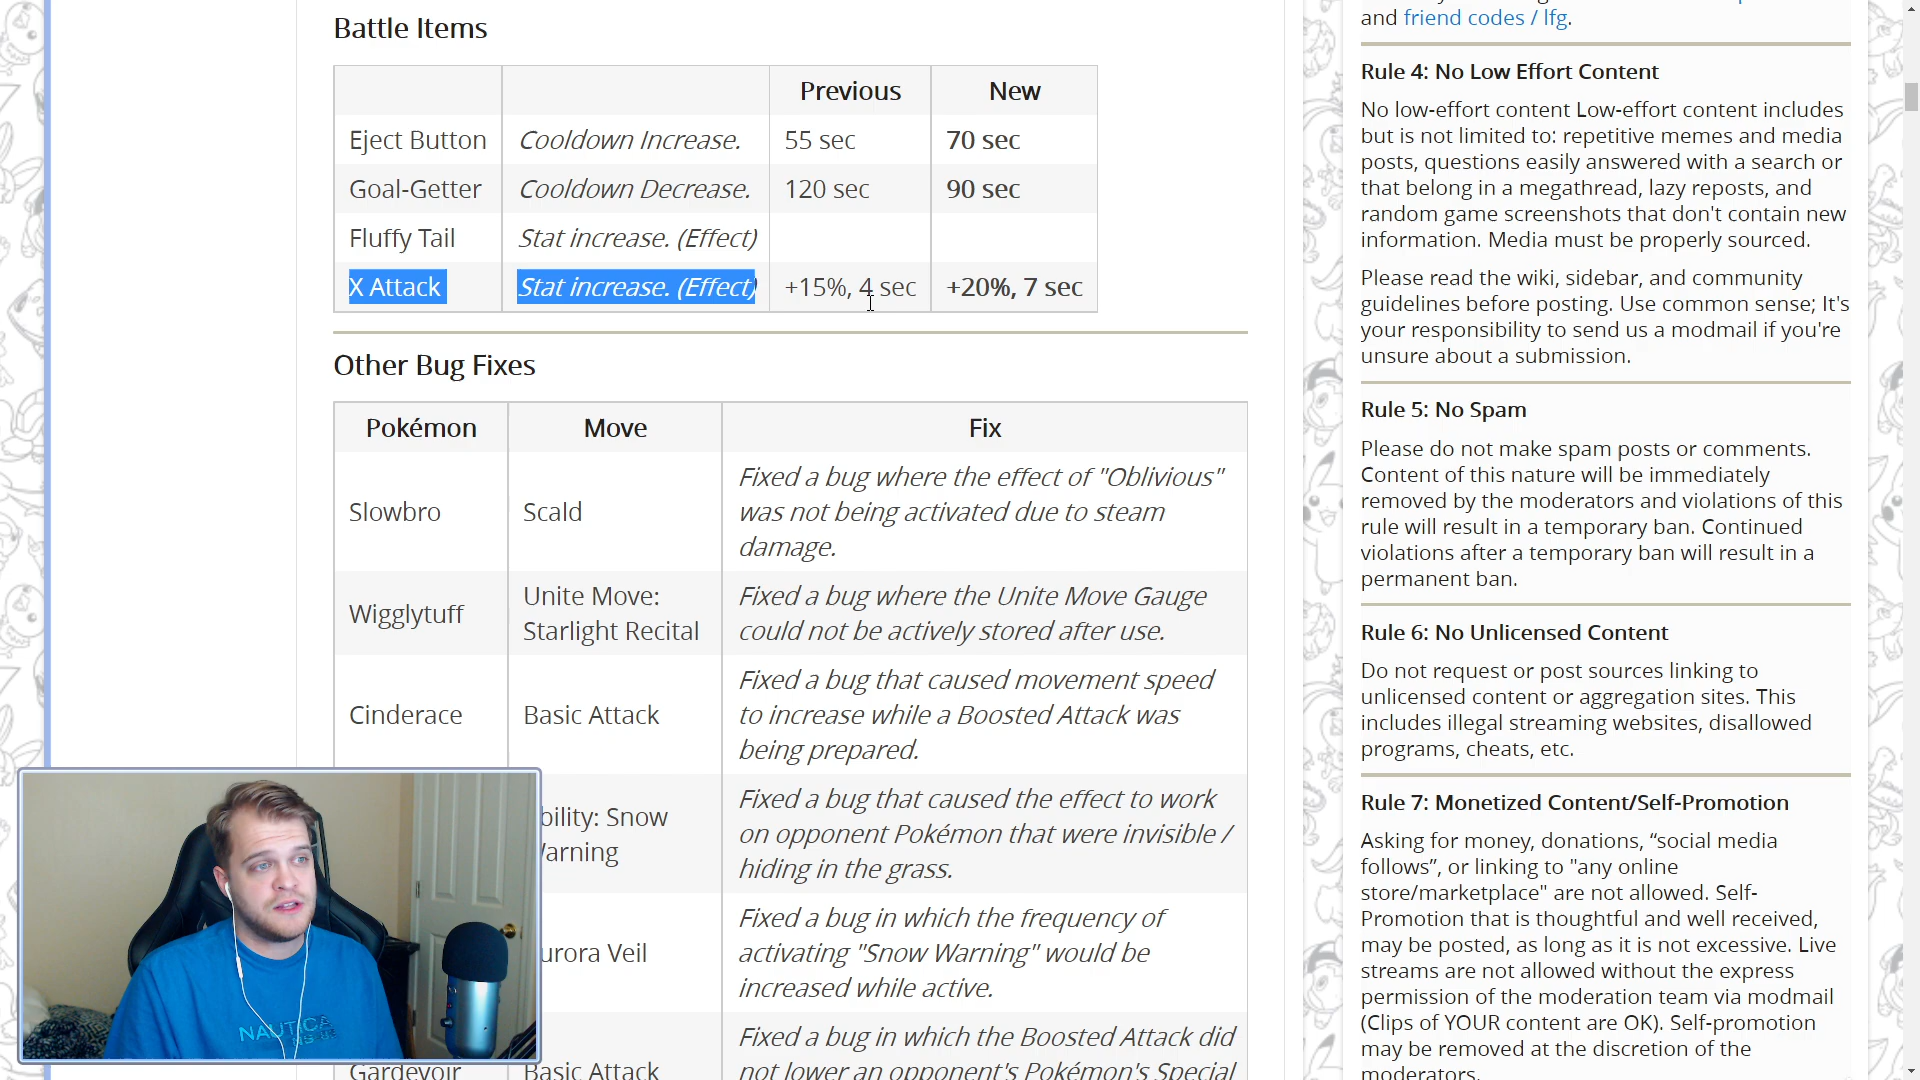 and friend codes / lfg.
Battle Items
Previous New
Eject Button Cooldown Increase. 55 sec 70 sec
Goal-Getter Cooldown Decrease. 120 sec 90 sec
Fluffy Tail Stat increase. (Effect)
X Attack Stat increase. (Effect) +15%, 4 sec +20%, 7 sec
Other Bug Fixes
Pokémon Move Fix
Slowbro Scald
Fixed a bug where the effect of "Oblivious"
was not being activated due to steam
damage.
Wigglytuff
Unite Move:
Starlight Recital
Fixed a bug where the Unite Move Gauge
could not be actively stored after use.
Cinderace Basic Attack
Fixed a bug that caused movement speed
to increase while a Boosted Attack was
being prepared.
bility: Snow
arning
Fixed a bug that caused the effect to work
on opponent Pokémon that were invisible /
hiding in the grass.
urora Veil
Fixed a bug in which the frequency of
activating "Snow Warning" would be
increased while active.
Gardevoir Basic Attack
Fixed a bug in which the Boosted Attack did
not lower an opponent's Pokémon's Special
NAUTICA
Rule 4: No Low Effort Content
No low-effort content Low-effort content includes
but is not limited to: repetitive memes and media
posts, questions easily answered with a search or
that belong in a megathread, lazy reposts, and
random game screenshots that don't contain new
information. Media must be properly sourced.
Please read the wiki, sidebar, and community
guidelines before posting. Use common sense; It's
your responsibility to send us a modmail if you're
unsure about a submission.
Rule 5: No Spam
Please do not make spam posts or comments.
Content of this nature will be immediately
removed by the moderators and violations of this
rule will result in a temporary ban. Continued
violations after a temporary ban will result in a
permanent ban.
Rule 6: No Unlicensed Content
Do not request or post sources linking to
unlicensed content or aggregation sites. This
includes illegal streaming websites, disallowed
programs, cheats, etc.
Rule 7: Monetized Content/Self-Promotion
Asking for money, donations, “social media
follows”, or linking to "any online
store/marketplace" are not allowed. Self-
Promotion that is thoughtful and well received,
may be posted, as long as it is not excessive. Live
streams are not allowed without the express
permission of the moderation team via modmail
(Clips of YOUR content are OK). Self-promotion
may be removed at the discretion of the
moderators.